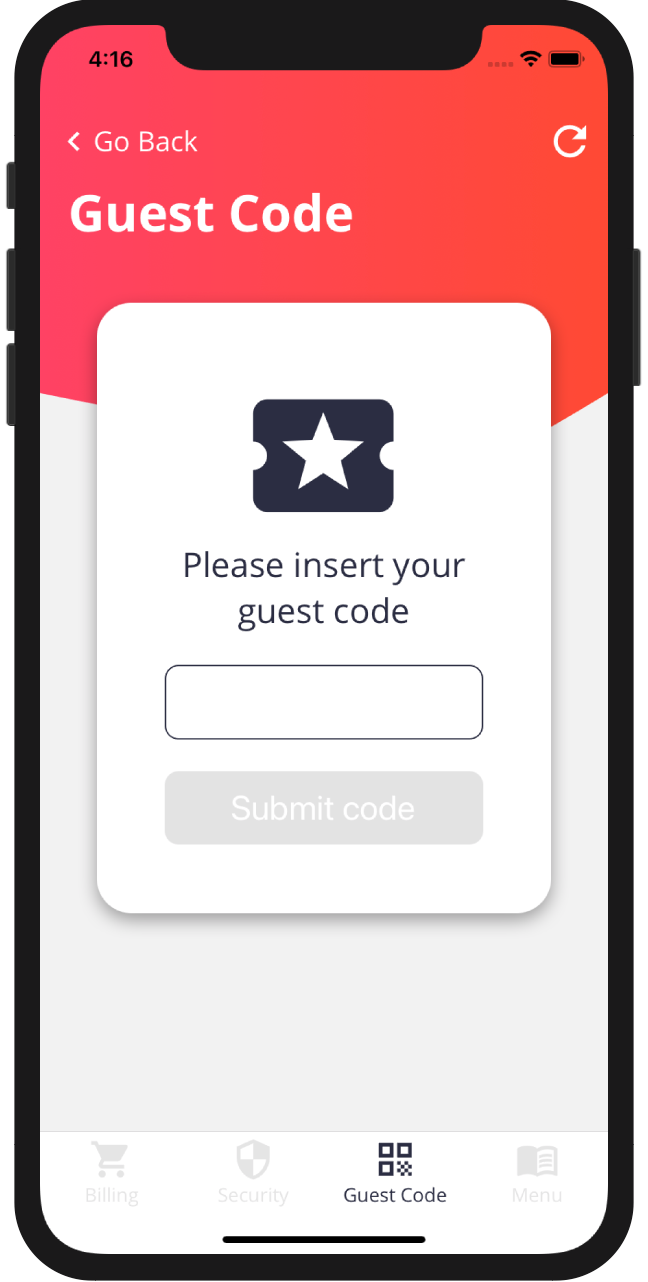 4:16
Go Back
Guest Code
Please insert your
guest code
Submit code
Billing
Security
Guest Code
Menu